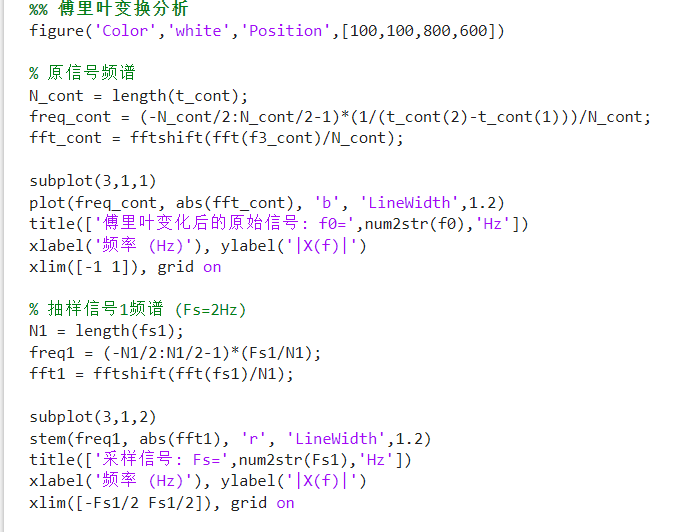 %% 傅里叶变换分析
figure('Color','white','Position',[100,100,800,600])
% 原信号频谱
N_cont = length(t_cont);
freq_cont = (-N_cont/2:N_cont/2-1)*(1/(t_cont(2)-t_cont(1)))/N_cont;
fft_cont = fftshift(fft(f3_cont)/N_cont);
subplot(3,1,1)
plot(freq_cont, abs(fft_cont), 'b', 'LineWidth',1.2)
title(['傅里叶变化后的原始信号: f0=',num2str(f0),'Hz'])
xlabel('频率 (Hz)'), ylabel('|X(f)|')
xlim([-1 1]), grid on
% 抽样信号1频谱 (Fs=2Hz)
N1 = length(fs1);
freq1 = (-N1/2:N1/2-1)*(Fs1/N1);
fft1 = fftshift(fft(fs1)/N1);
subplot(3,1,2)
stem(freq1, abs(fft1), 'r', 'LineWidth',1.2)
title(['采样信号: Fs=',num2str(Fs1),'Hz'])
xlabel('频率 (Hz)'), ylabel('|X(f)|')
xlim([-Fs1/2 Fs1/2]), grid on